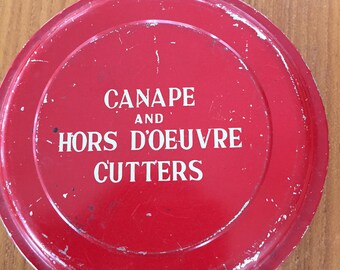 CANAPE
AND
HORS D'OEUVRE
CUTTERS